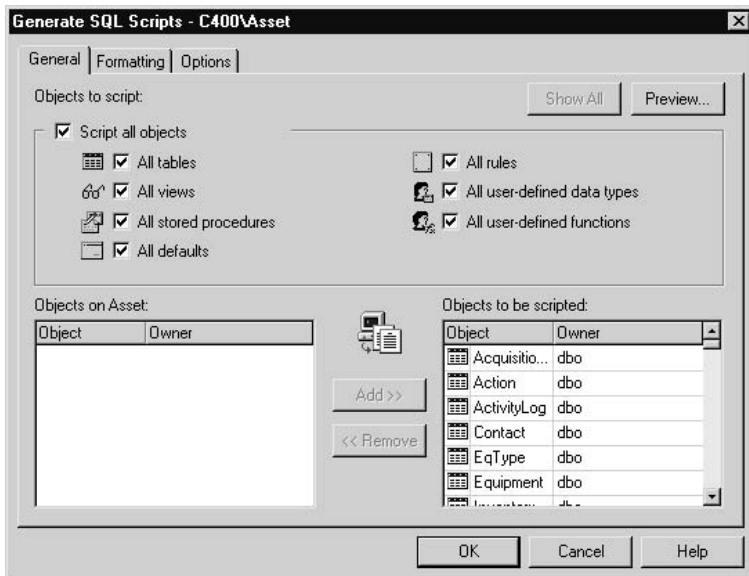 Generate SQL Scripts - C400\Asset
General Formatting Options
Objects to script:
Show All Preview...
Script all objects
All tables All rules
All views All user-defined data types
All stored procedures All user-defined functions
All defaults
Objects on Asset: Objects to be scripted:
Object Owner Object Owner
Acquisitio... dbo
Action dbo
Add >> ActivityLog dbo
Contact dbo
<< Remove EqType dbo
Equipment dbo
OK Cancel Help